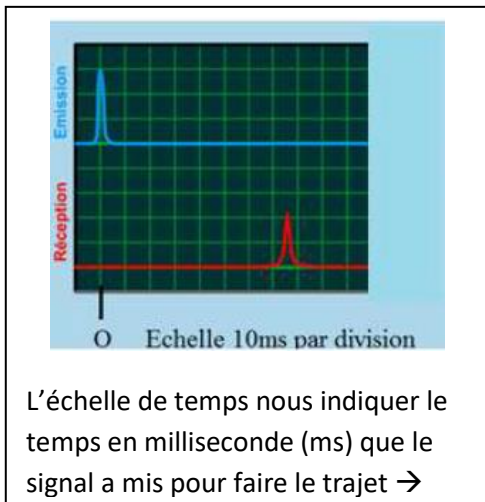 Emission
Réception
O Echelle 10ms par division
L’échelle de temps nous indiquer le
temps en milliseconde (ms) que le
signal a mis pour faire le trajet →